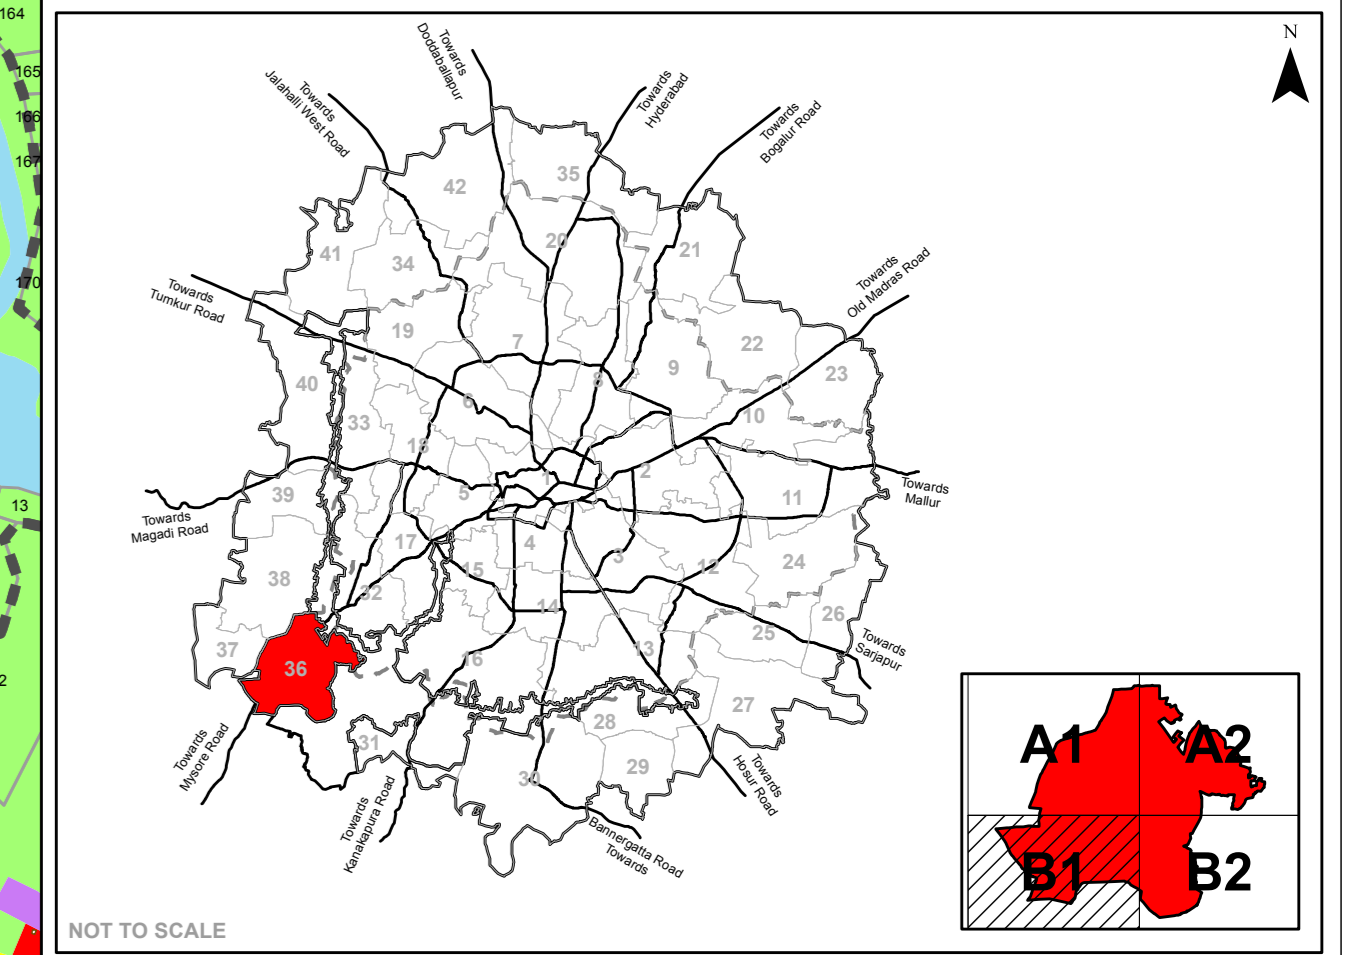 164
165
166
167
170
13
2
N
Towards
Doddaballapur
Towards
Jalahalli West Road
Towards
Hyderabad
Towards
Bogalur Road
Towards
Old Madras Road
Towards
Tumkur Road
Towards
Mallur
Towards
Magadi Road
Towards
Sarjapur
Towards
Mysore Road
Towards
Kanakapura Road
Bannergatta Road
Towards
Towards
Hosur Road
42
35
41
34
20
21
19
7
22
40
9
23
8
6
33
10
18
39
5
1
2
11
17
4
3
38
15
12
24
32
14
26
37
25
13
36
16
27
31
28
30
29
A1
A2
B1
B2
NOT TO SCALE